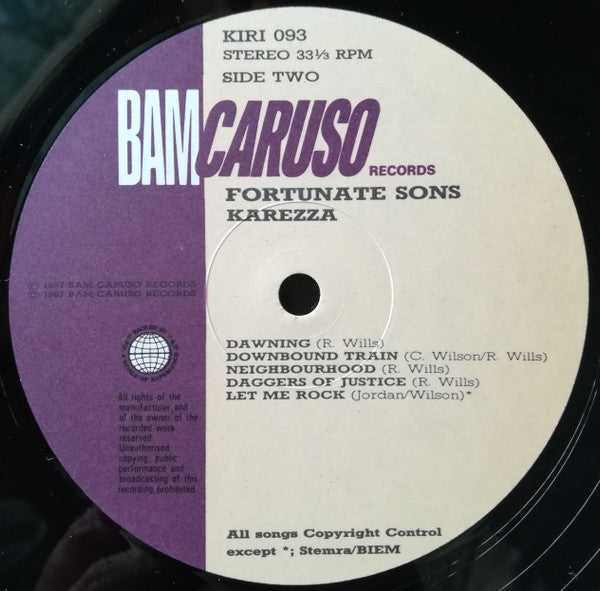 KIRI 093
STEREO 33⅓ RPM
SIDE TWO
BAM CARUSO RECORDS
FORTUNATE SONS
KAREZZA
℗ 1987 BAM-CARUSO RECORDS
© 1987 BAM-CARUSO RECORDS
DAWNING (R. Wills)
DOWNBOUND TRAIN (C. Wilson/R. Wills)
NEIGHBOURHOOD (R. Wills)
DAGGERS OF JUSTICE (R. Wills)
LET ME ROCK (Jordan/Wilson)*
All rights of the
manufacturer and
of the owner of the
recorded work
reserved.
Unauthorised
copying, public
performance and
broadcasting of this
recording prohibited.
All songs Copyright Control
except *; Stemra/BIEM